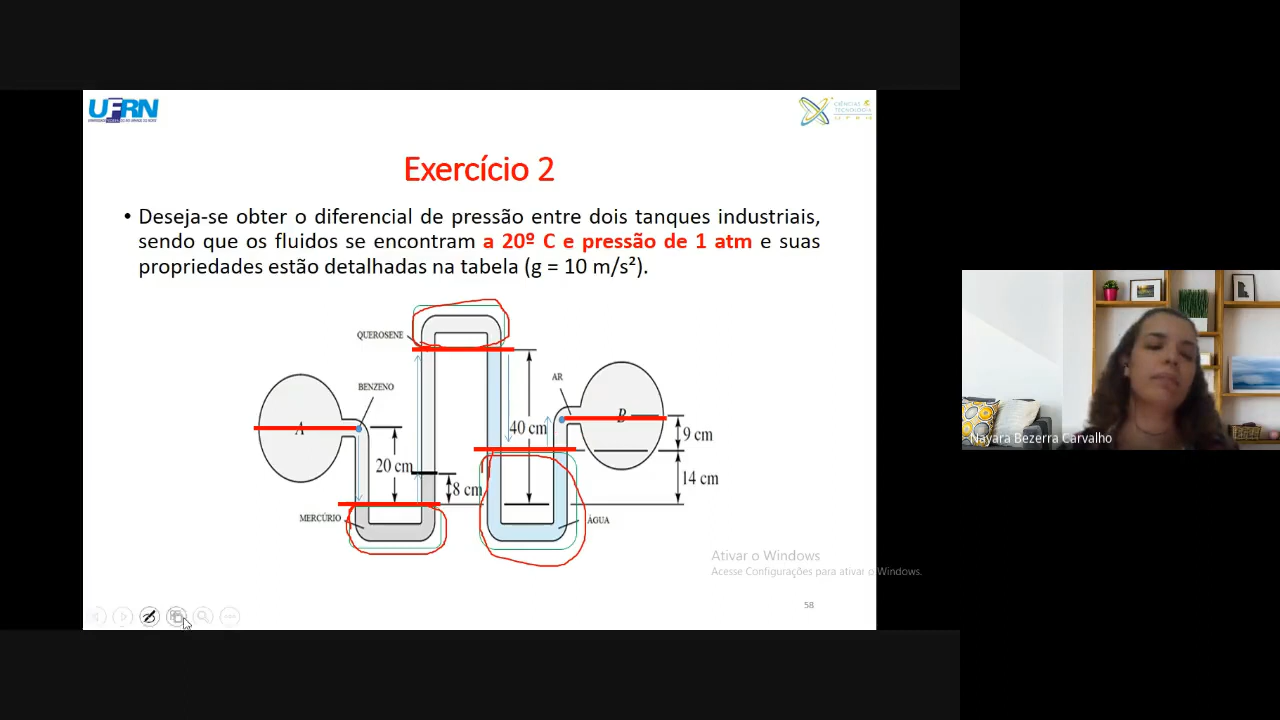 UFRN
CIÊNCIAS &
TECNOLOGIA
UFRN
Exercício 2
• Deseja-se obter o diferencial de pressão entre dois tanques industriais,
sendo que os fluidos se encontram a 20º C e pressão de 1 atm e suas
propriedades estão detalhadas na tabela (g = 10 m/s²).
QUEROSENE
BENZENO
AR
A
B
40 cm
9 cm
20 cm
8 cm
14 cm
MERCÚRIO
ÁGUA
Nayara Bezerra Carvalho
Ativar o Windows
Acesse Configurações para ativar o Windows.
58